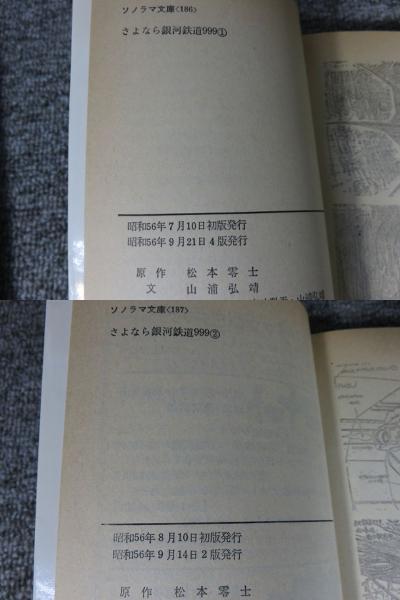 ソノラマ文庫〈186〉
さよなら銀河鉄道999①
昭和56年7月10日初版発行
昭和56年9月21日4版発行
原作 松本零士
文 山浦弘靖
ソノラマ文庫〈187〉
さよなら銀河鉄道999②
昭和56年8月10日初版発行
昭和56年9月14日2版発行
原作 松本零士